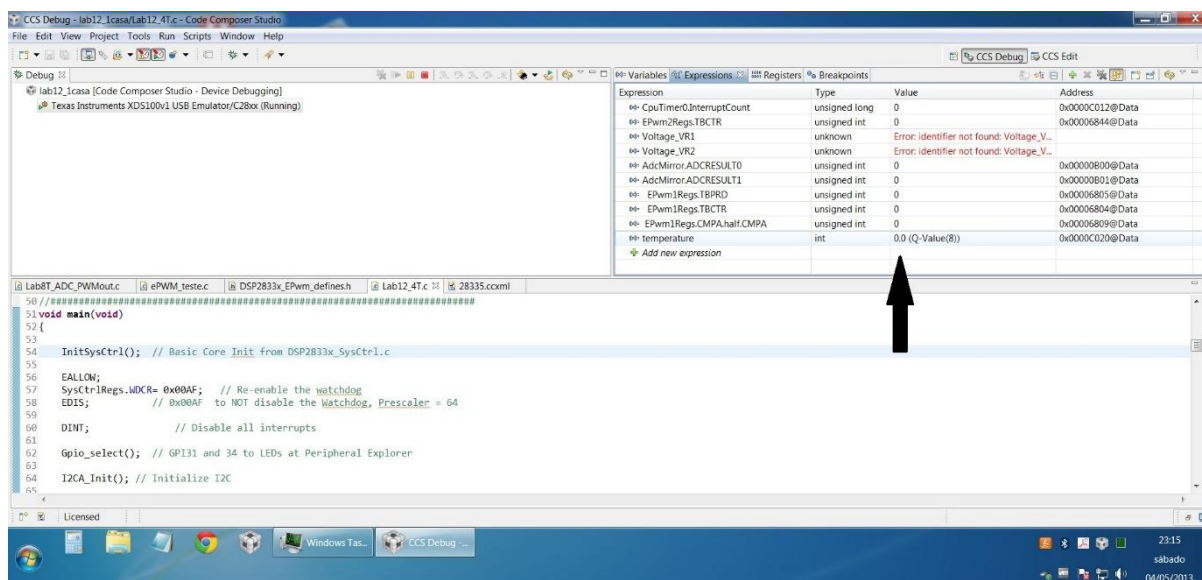 CCS Debug - lab12_1casa/Lab12_4T.c - Code Composer Studio
File Edit View Project Tools Run Scripts Window Help
CCS Debug CCS Edit
Debug
Variables Expressions Registers Breakpoints
lab12_1casa [Code Composer Studio - Device Debugging]
Texas Instruments XDS100v1 USB Emulator/C28xx (Running)
Expression Type Value Address
CpuTimer0.InterruptCount unsigned long 0 0x0000C012@Data
EPwm2Regs.TBCTR unsigned int 0 0x00006844@Data
Voltage_VR1 unknown Error: identifier not found: Voltage_V...
Voltage_VR2 unknown Error: identifier not found: Voltage_V...
AdcMirror.ADCRESULT0 unsigned int 0 0x00000B00@Data
AdcMirror.ADCRESULT1 unsigned int 0 0x00000B01@Data
EPwm1Regs.TBPRD unsigned int 0 0x00006805@Data
EPwm1Regs.TBCTR unsigned int 0 0x00006804@Data
EPwm1Regs.CMPA.half.CMPA unsigned int 0 0x00006809@Data
temperature int 0.0 (Q-Value(8)) 0x0000C020@Data
Add new expression
Lab8T_ADC_PWMout.c ePWM_teste.c DSP2833x_EPwm_defines.h Lab12_4T.c 28335.ccxml
50 //###########################################################################
51 void main(void)
52 {
53
54 InitSysCtrl(); // Basic Core Init from DSP2833x_SysCtrl.c
55
56 EALLOW;
57 SysCtrlRegs.WDCR= 0x00AF; // Re-enable the watchdog
58 EDIS; // 0x00AF to NOT disable the Watchdog, Prescaler = 64
59
60 DINT; // Disable all interrupts
61
62 Gpio_select(); // GPI31 and 34 to LEDs at Peripheral Explorer
63
64 I2CA_Init(); // Initialize I2C
65
Licensed
Windows Tas... CCS Debug -...
23:15
sábado
04/05/2013